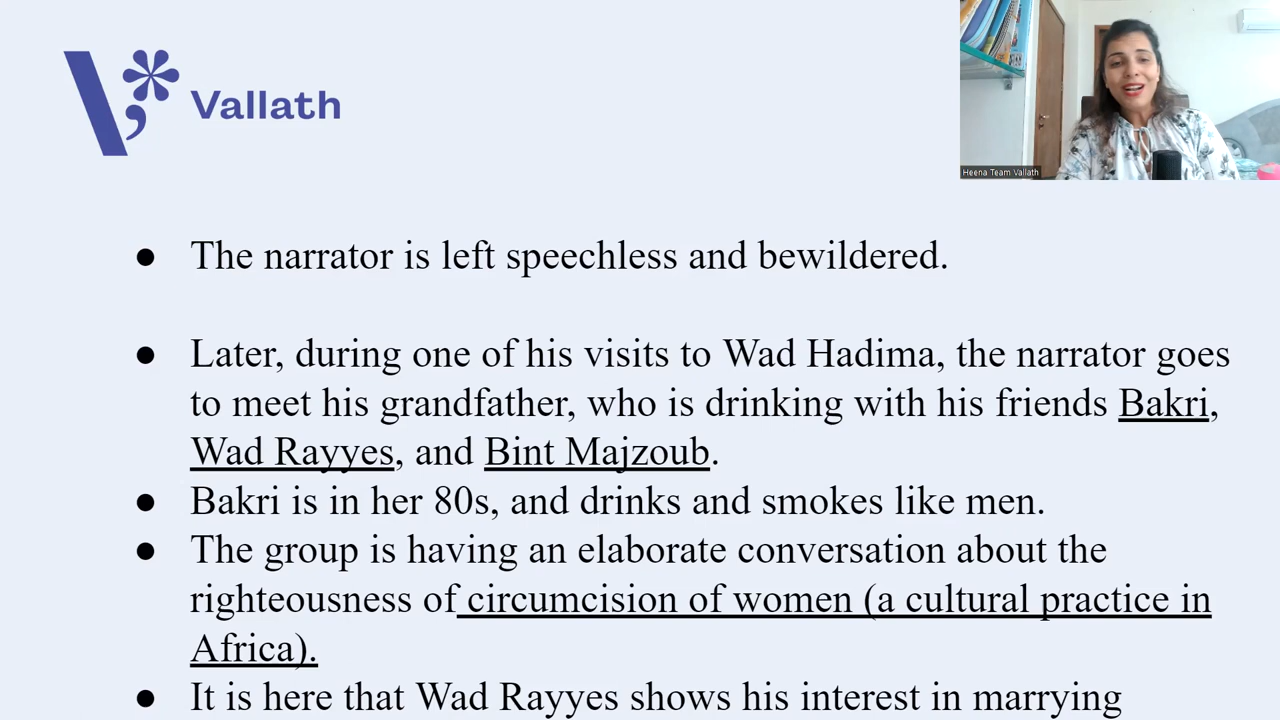 Vallath
Heena Team Vallath
● The narrator is left speechless and bewildered.
● Later, during one of his visits to Wad Hadima, the narrator goes
to meet his grandfather, who is drinking with his friends Bakri,
Wad Rayyes, and Bint Majzoub.
● Bakri is in her 80s, and drinks and smokes like men.
● The group is having an elaborate conversation about the
righteousness of circumcision of women (a cultural practice in
Africa).
● It is here that Wad Rayyes shows his interest in marrying